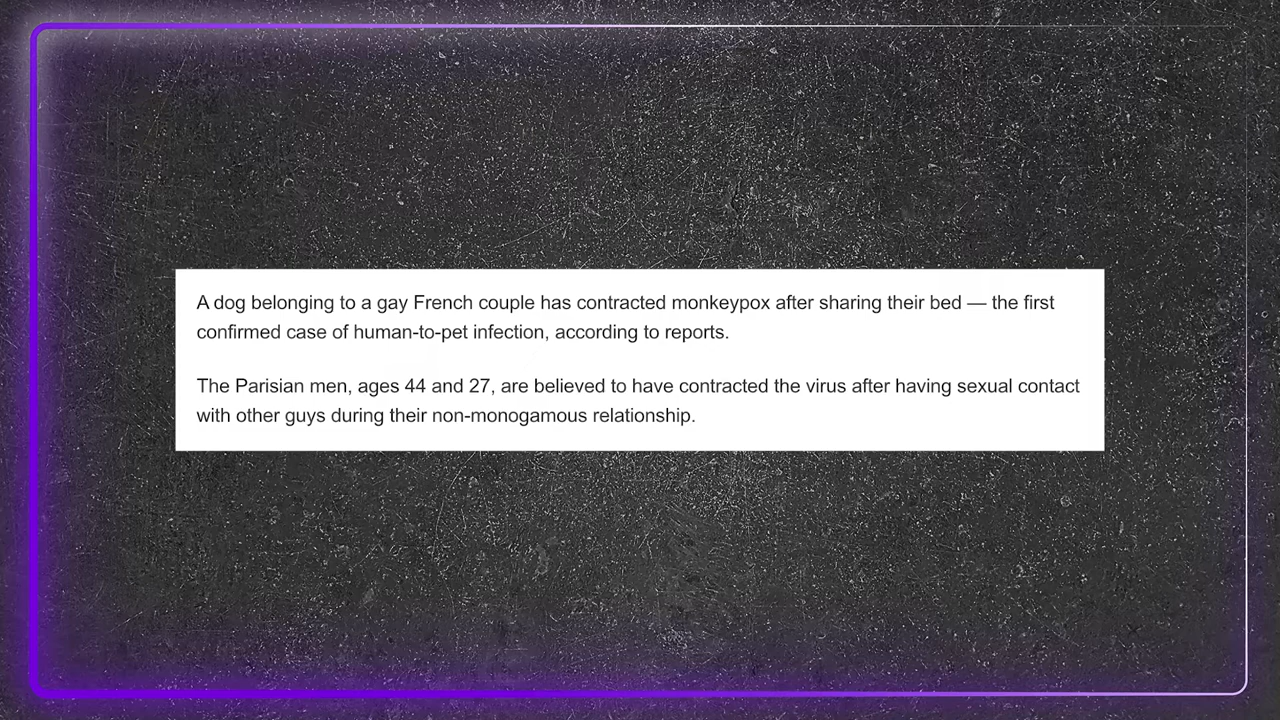 A dog belonging to a gay French couple has contracted monkeypox after sharing their bed — the first
confirmed case of human-to-pet infection, according to reports.
The Parisian men, ages 44 and 27, are believed to have contracted the virus after having sexual contact
with other guys during their non-monogamous relationship.